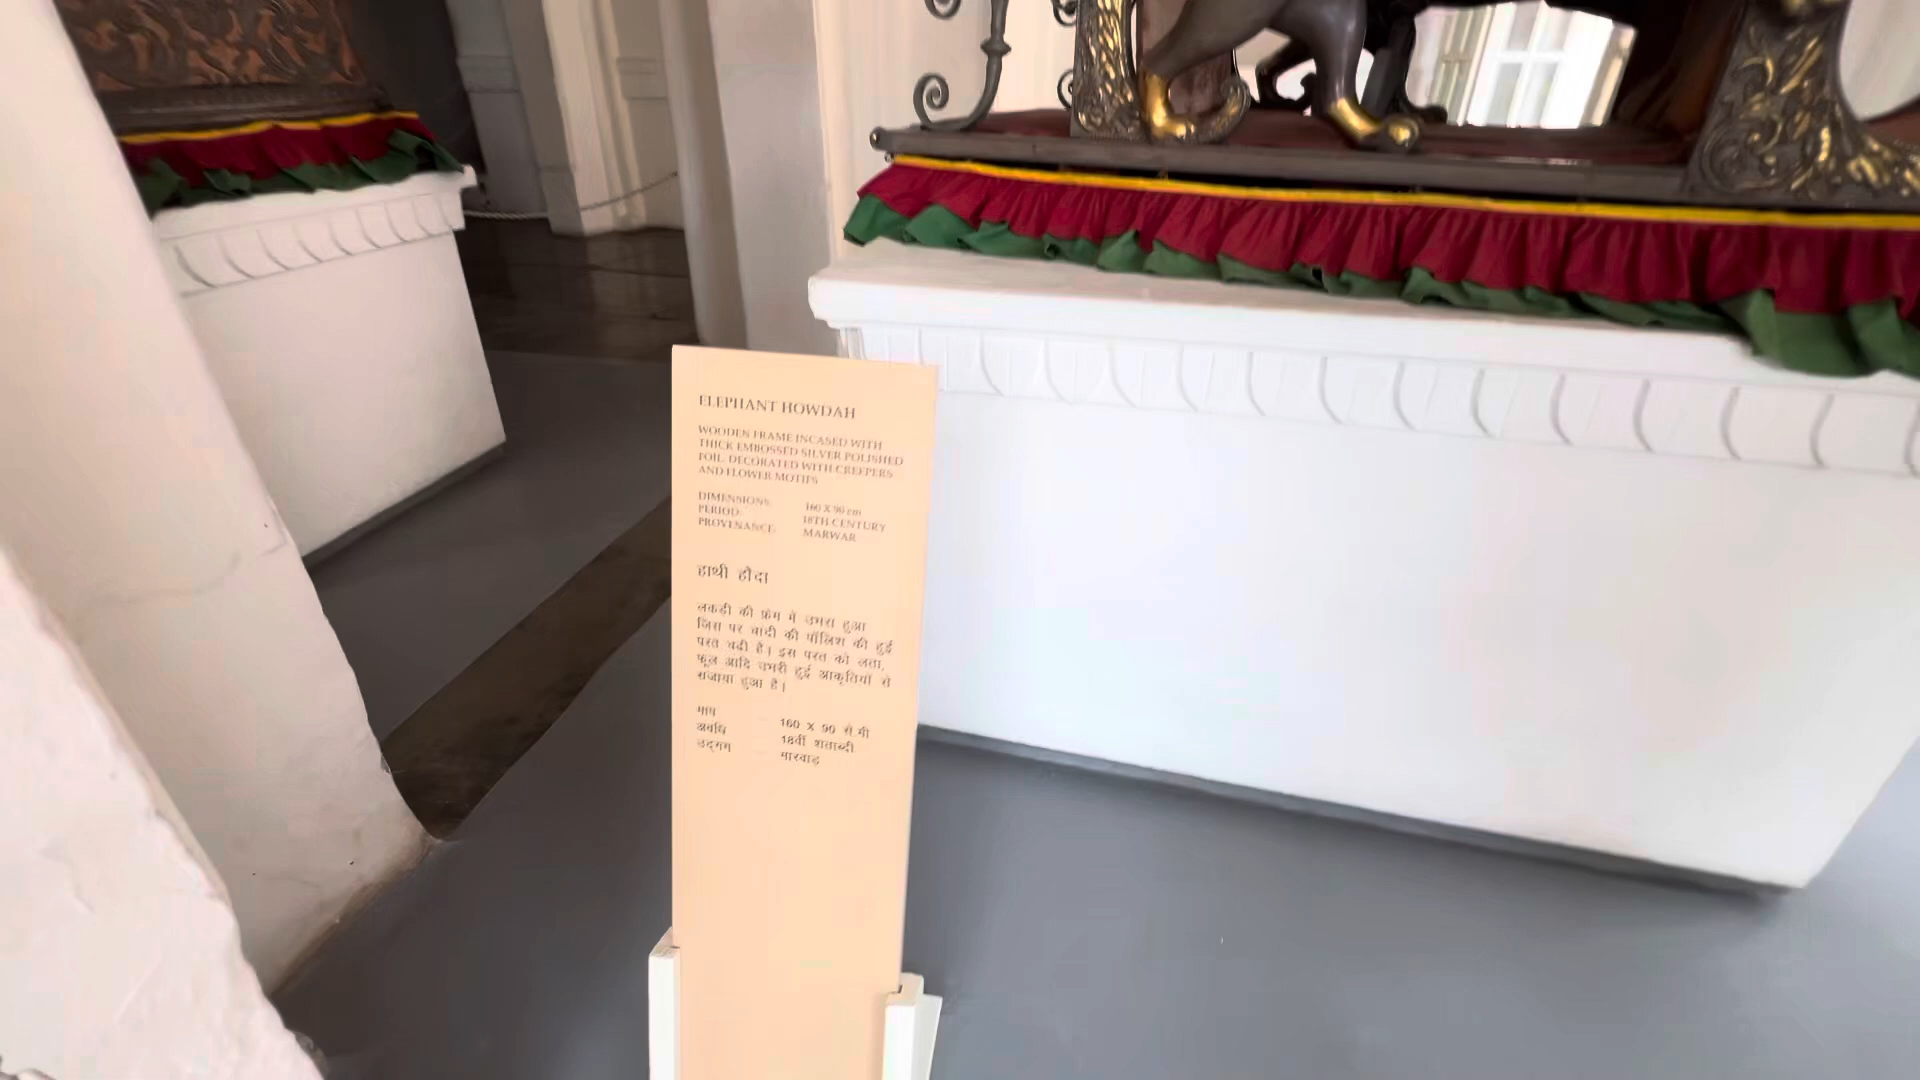 ELEPHANT HOWDAH
WOODEN FRAME INCASED WITH
THICK EMBOSSED SILVER POLISHED
FOIL. DECORATED WITH CREEPERS
AND FLOWER MOTIFS
DIMENSIONS: 160 X 90 cm
PERIOD: 18TH CENTURY
PROVENANCE: MARWAR
हाथी हौदा
लकडी की फ्रेम में उभरा हुआ
जिस पर चांदी की पॉलिश की हुई
परत चढी है। इस परत को लता,
फूल आदि उभरी हुई आकृतियों से
सजाया हुआ है।
माप 160 X 90 से.मी
अवधि 18वीं शताब्दी
उद्गम मारवाड़